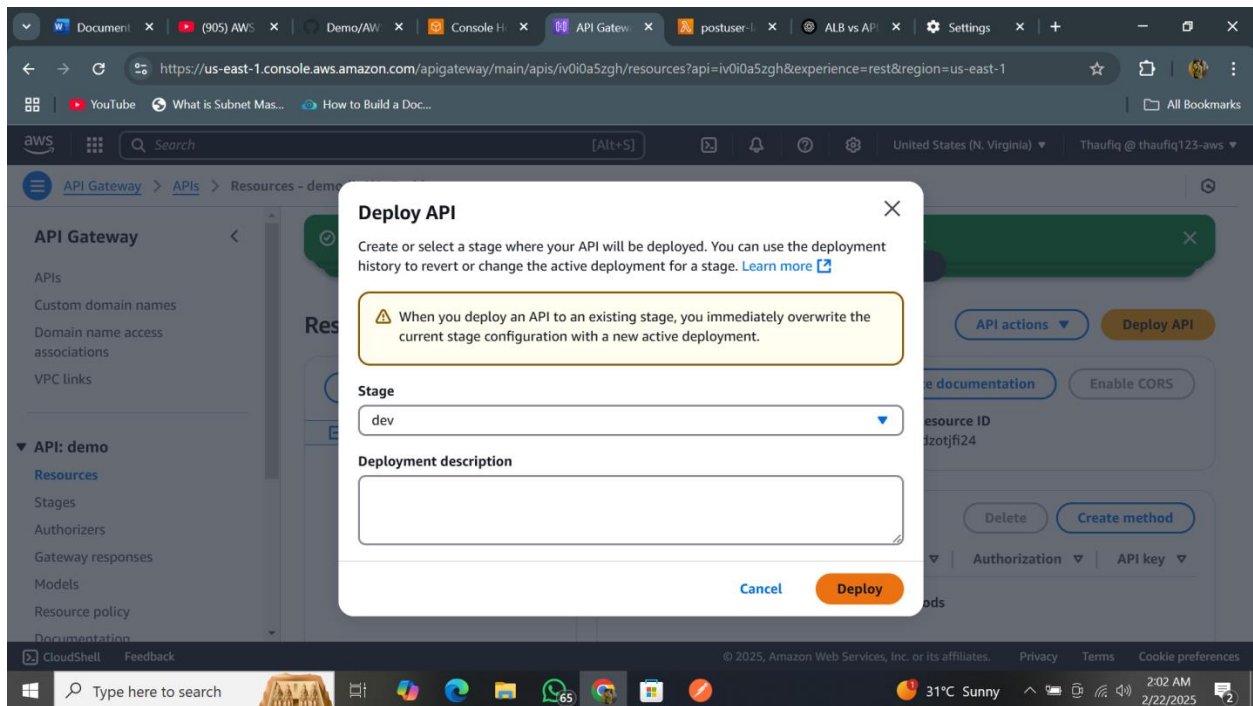 Document
(905) AWS
Demo/AW
Console H
API Gatew
postuser-l
ALB vs API
Settings
https://us-east-1.console.aws.amazon.com/apigateway/main/apis/iv0i0a5zgh/resources?api=iv0i0a5zgh&experience=rest&region=us-east-1
YouTube
What is Subnet Mas...
How to Build a Doc...
All Bookmarks
aws
Search
[Alt+S]
United States (N. Virginia)
Thaufiq @ thaufiq123-aws
API Gateway > APIs > Resources - demo
API Gateway
APIs
Custom domain names
Domain name access
associations
VPC links
API: demo
Resources
Stages
Authorizers
Gateway responses
Models
Resource policy
Documentation
Res
API actions
Deploy API
e documentation
Enable CORS
esource ID
dzotjfi24
Delete
Create method
Authorization
API key
ods
Deploy API
Create or select a stage where your API will be deployed. You can use the deployment
history to revert or change the active deployment for a stage. Learn more
When you deploy an API to an existing stage, you immediately overwrite the
current stage configuration with a new active deployment.
Stage
dev
Deployment description
Cancel
Deploy
CloudShell
Feedback
© 2025, Amazon Web Services, Inc. or its affiliates.
Privacy
Terms
Cookie preferences
Type here to search
65
31°C Sunny
2:02 AM
2/22/2025
2